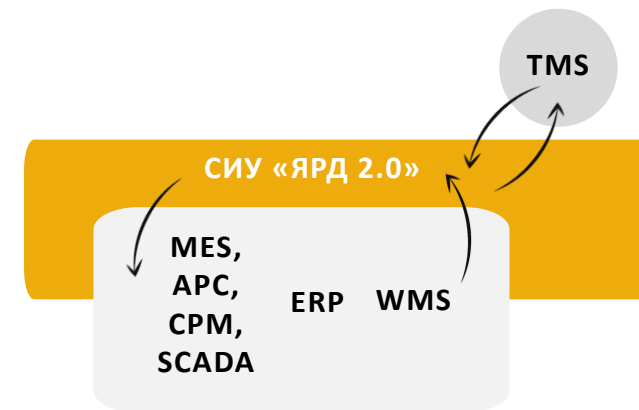 TMS
СИУ «ЯРД 2.0»
MES,
APC,
CPM,
SCADA
ERP
WMS